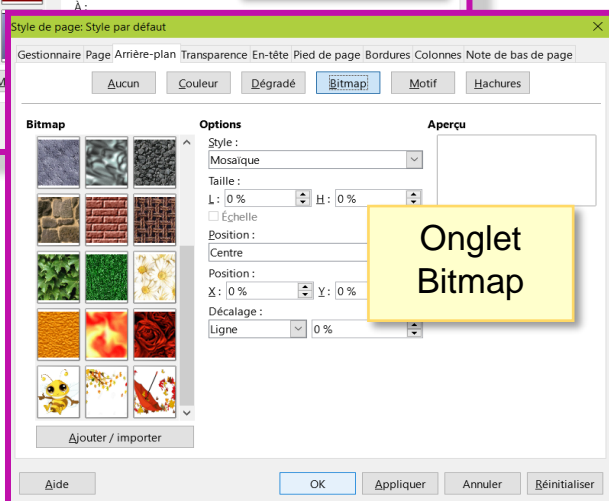 À :
Style de page: Style par défaut
Gestionnaire Page Arrière-plan Transparence En-tête Pied de page Bordures Colonnes Note de bas de page
Aucun Couleur Dégradé Bitmap Motif Hachures
Bitmap Options Aperçu
Style :
Mosaïque
Taille :
L : 0 % H : 0 %
Échelle
Position :
Centre
Position :
X : 0 % Y : 0 %
Décalage :
Ligne 0 %
Onglet
Bitmap
Ajouter / importer
Aide OK Appliquer Annuler Réinitialiser